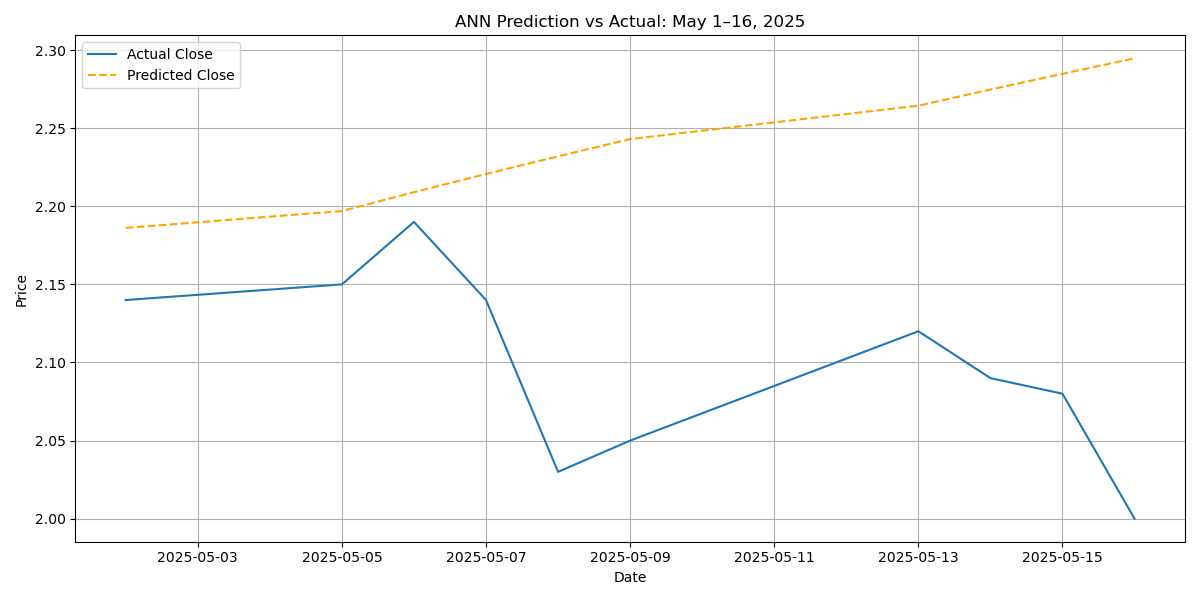 ANN Prediction vs Actual: May 1–16, 2025
Actual Close
Predicted Close
Price
2.30
2.25
2.20
2.15
2.10
2.05
2.00
2025-05-03
2025-05-05
2025-05-07
2025-05-09
2025-05-11
2025-05-13
2025-05-15
Date